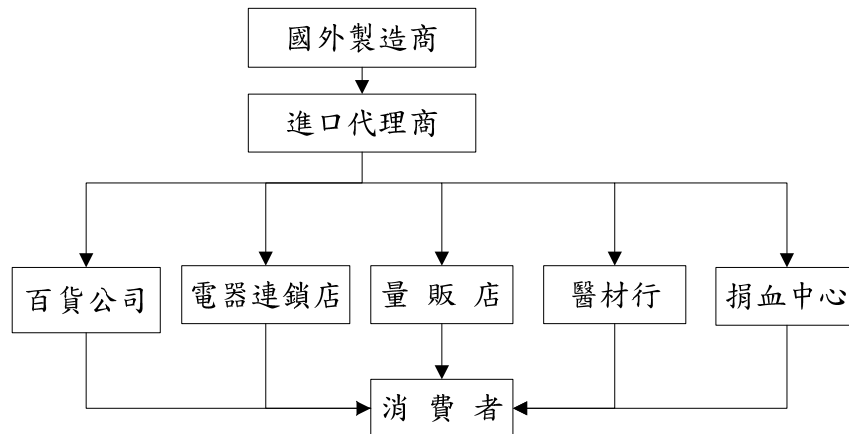 國外製造商
進口代理商
百貨公司
電器連鎖店
量 販 店
醫材行
捐血中心
消 費 者